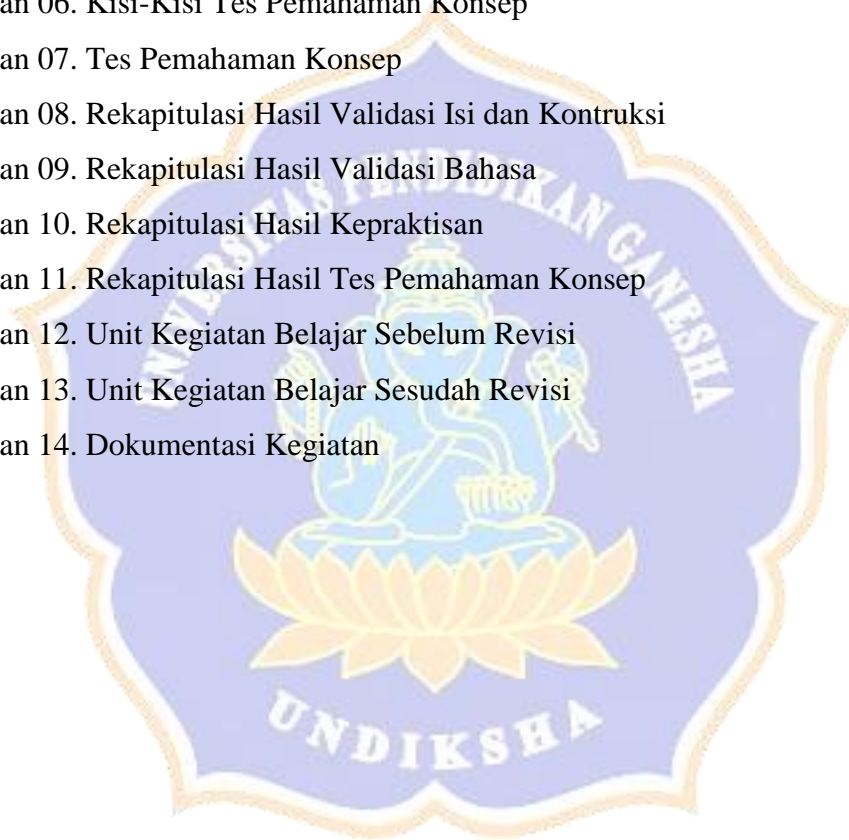 an 06. Kisi-Kisi Tes Pemahaman Konsep
an 07. Tes Pemahaman Konsep
an 08. Rekapitulasi Hasil Validasi Isi dan Kontruksi
an 09. Rekapitulasi Hasil Validasi Bahasa
an 10. Rekapitulasi Hasil Kepraktisan
an 11. Rekapitulasi Hasil Tes Pemahaman Konsep
an 12. Unit Kegiatan Belajar Sebelum Revisi
an 13. Unit Kegiatan Belajar Sesudah Revisi
an 14. Dokumentasi Kegiatan
UNIVERSITAS PENDIDIKAN GANESHA
UNDIKSHA